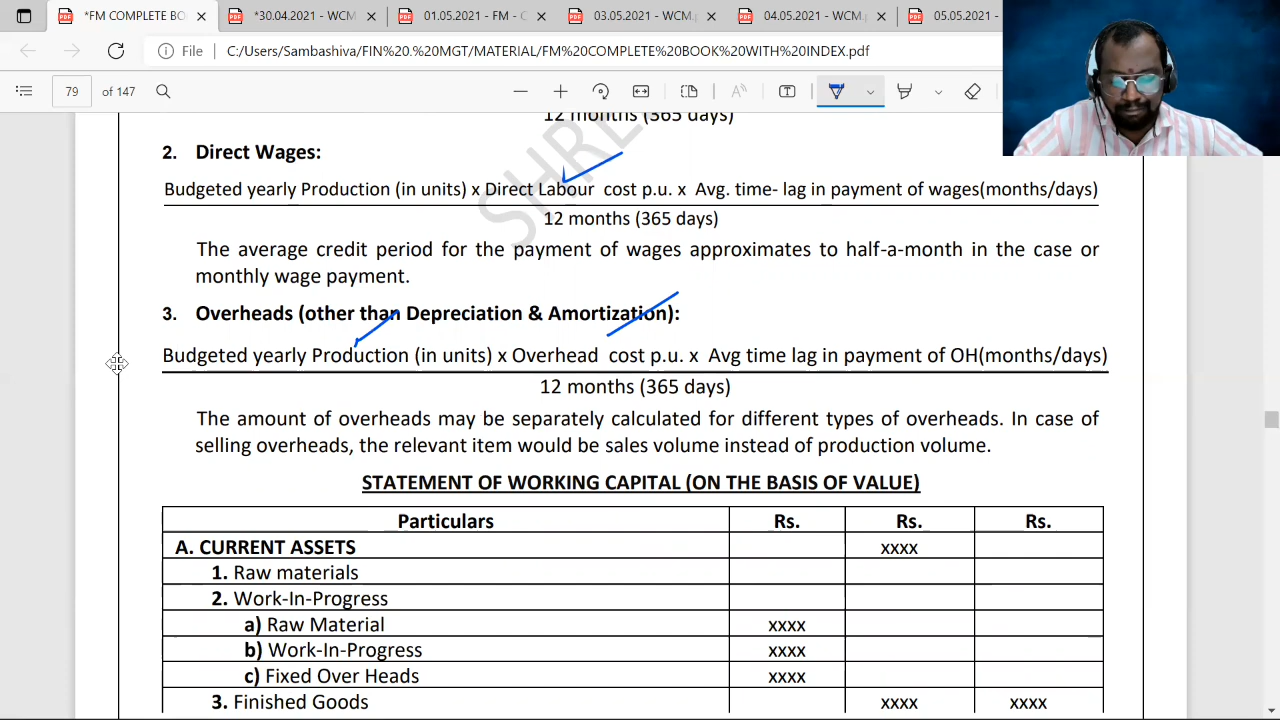 *FM COMPLETE BO
*30.04.2021 - WCM
01.05.2021 - FM - C
03.05.2021 - WCM.
04.05.2021 - WCM.
05.05.2021 -
File
C:/Users/Sambashiva/FIN%20.%20MGT/MATERIAL/FM%20COMPLETE%20BOOK%20WITH%20INDEX.pdf
79 of 147
12 months (365 days)
2. Direct Wages:
Budgeted yearly Production (in units) x Direct Labour cost p.u. x Avg. time- lag in payment of wages(months/days)
12 months (365 days)
The average credit period for the payment of wages approximates to half-a-month in the case or
monthly wage payment.
3. Overheads (other than Depreciation & Amortization):
Budgeted yearly Production (in units) x Overhead cost p.u. x Avg time lag in payment of OH(months/days)
12 months (365 days)
The amount of overheads may be separately calculated for different types of overheads. In case of
selling overheads, the relevant item would be sales volume instead of production volume.
STATEMENT OF WORKING CAPITAL (ON THE BASIS OF VALUE)
Particulars Rs. Rs. Rs.
A. CURRENT ASSETS xxxx
1. Raw materials
2. Work-In-Progress
a) Raw Material xxxx
b) Work-In-Progress xxxx
c) Fixed Over Heads xxxx
3. Finished Goods xxxx xxxx